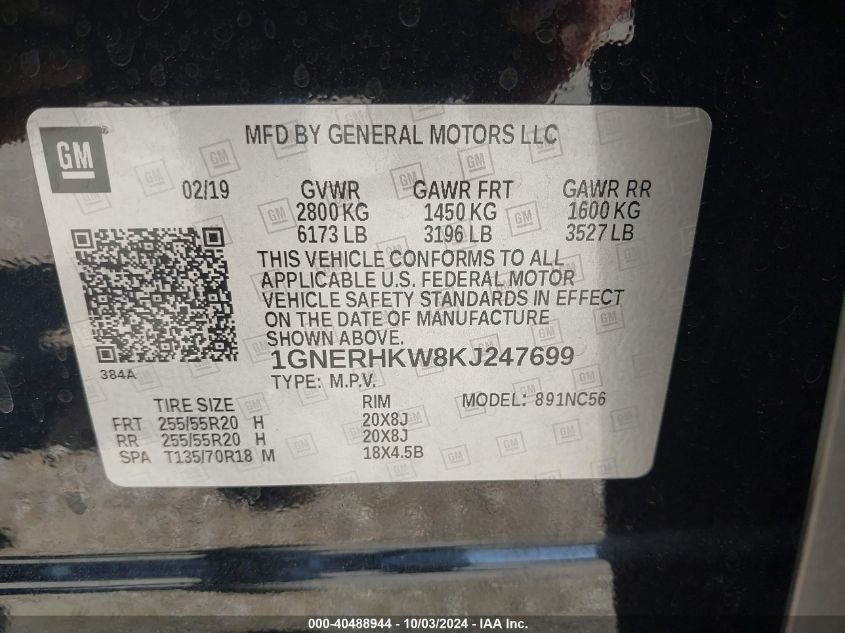 GM
MFD BY GENERAL MOTORS LLC
02/19 GVWR GAWR FRT GAWR RR
2800 KG 1450 KG 1600 KG
6173 LB 3196 LB 3527 LB
THIS VEHICLE CONFORMS TO ALL
APPLICABLE U.S. FEDERAL MOTOR
VEHICLE SAFETY STANDARDS IN EFFECT
ON THE DATE OF MANUFACTURE
SHOWN ABOVE.
1GNERHKW8KJ247699
384A
TYPE: M.P.V.
TIRE SIZE RIM MODEL: 891NC56
FRT 255/55R20 H 20X8J
RR 255/55R20 H 20X8J
SPA T135/70R18 M 18X4.5B
000-40488944 - 10/03/2024 - IAA Inc.